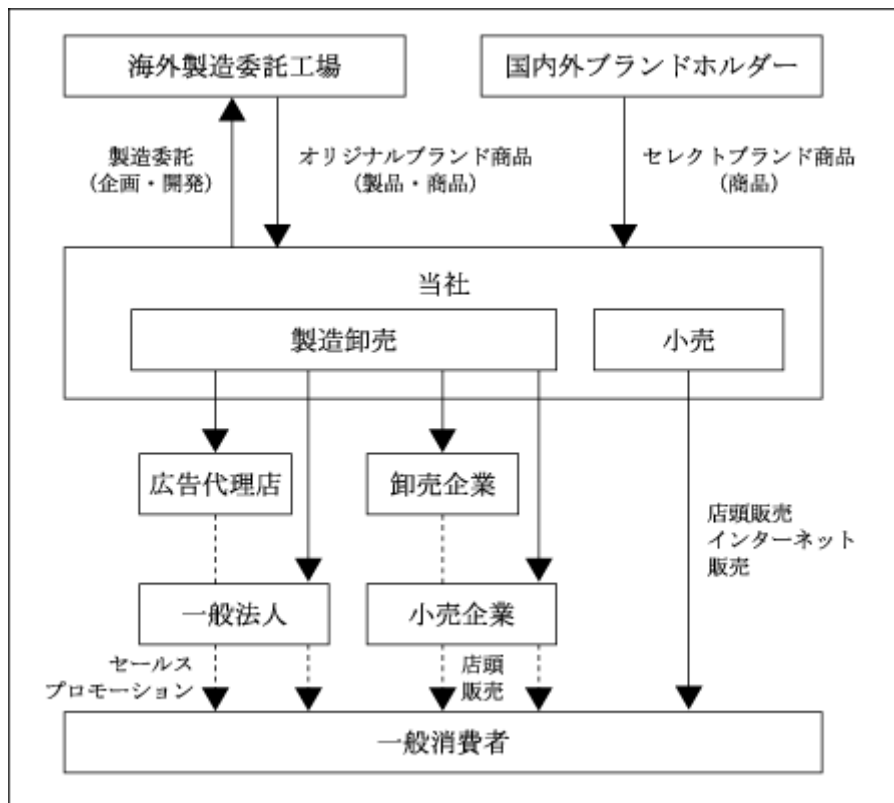 海外製造委託工場
国内外ブランドホルダー
製造委託
(企画・開発)
オリジナルブランド商品
(製品・商品)
セレクトブランド商品
(商品)
当社
製造卸売
小売
広告代理店
卸売企業
店頭販売
インターネット
販売
一般法人
小売企業
セールス
プロモーション
店頭
販売
一般消費者